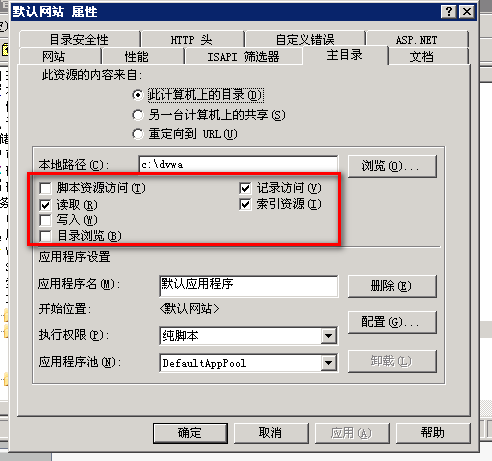 默认网站 属性
目录安全性 HTTP 头 自定义错误 ASP.NET
网站 性能 ISAPI 筛选器 主目录 文档
此资源的内容来自:
此计算机上的目录(D)
另一台计算机上的共享(S)
重定向到 URL(U)
本地路径(C): c:\dvwa 浏览(O)...
脚本资源访问(T) 记录访问(V)
读取(R) 索引资源(I)
写入(W)
目录浏览(B)
应用程序设置
应用程序名(M): 默认应用程序 删除(E)
开始位置: <默认网站>
配置(G)...
执行权限(P): 纯脚本
应用程序池(N): DefaultAppPool 卸载(L)
确定 取消 应用(A) 帮助